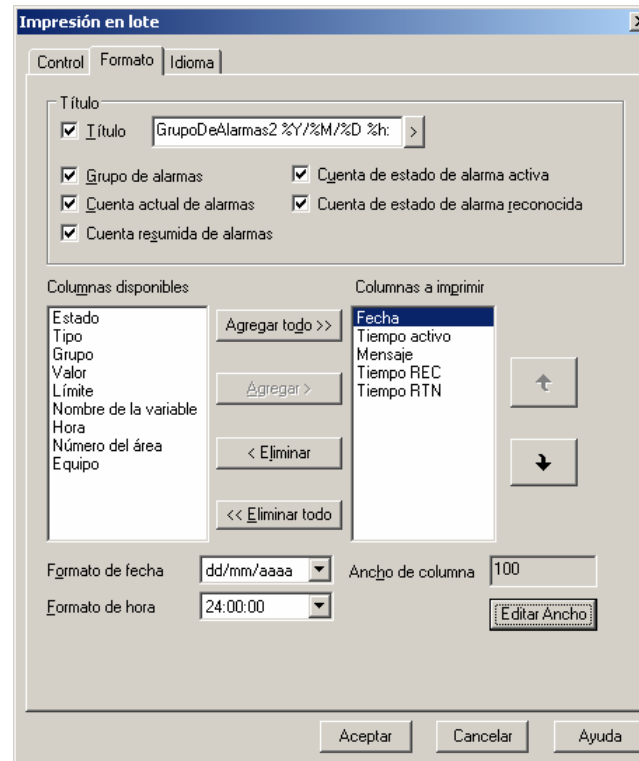 Impresión en lote
Control Formato Idioma
Título
Título GrupoDeAlarmas2 %Y/%M/%D %h: >
Grupo de alarmas
Cuenta de estado de alarma activa
Cuenta actual de alarmas
Cuenta de estado de alarma reconocida
Cuenta resumida de alarmas
Columnas disponibles
Columnas a imprimir
Estado
Tipo
Grupo
Valor
Límite
Nombre de la variable
Hora
Número del área
Equipo
Agregar todo >>
Agregar >
< Eliminar
<< Eliminar todo
Fecha
Tiempo activo
Mensaje
Tiempo REC
Tiempo RTN
Formato de fecha dd/mm/aaaa
Ancho de columna 100
Formato de hora 24:00:00
Editar Ancho
Aceptar Cancelar Ayuda